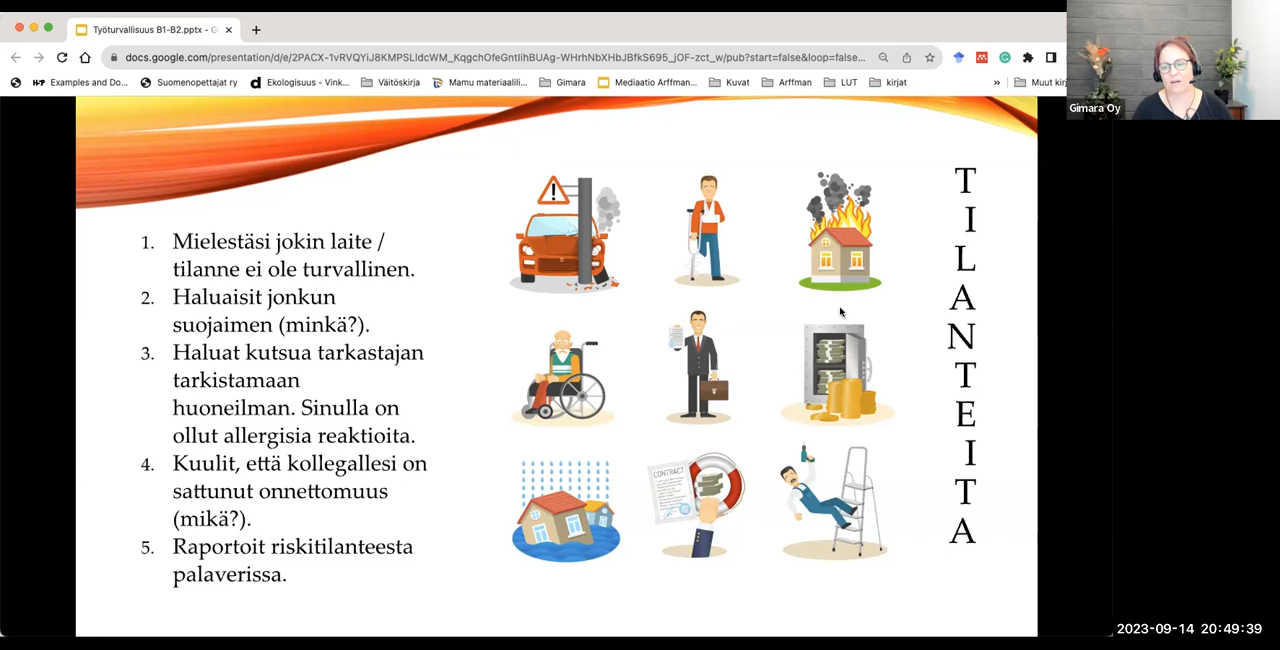 Työturvallisuus B1-B2.pptx - G
docs.google.com/presentation/d/e/2PACX-1vRVQYiJ8KMPSLldcWM_KqgchOfeGntIihBUAg-WHrhNbXHbJBfkS695_jOF-zct_w/pub?start=false&loop=false...
Examples and Do... Suomenopettajat ry Ekologisuus - Vink... Väitöskirja Mamu materiaalili... Gimara Mediaatio Arffman... Kuvat Arffman LUT kirjat » Muut kirj
Gimara Oy
1. Mielestäsi jokin laite /
tilanne ei ole turvallinen.
2. Haluaisit jonkun
suojaimen (minkä?).
3. Haluat kutsua tarkastajan
tarkistamaan
huoneilman. Sinulla on
ollut allergisia reaktioita.
4. Kuulit, että kollegallesi on
sattunut onnettomuus
(mikä?).
5. Raportoit riskitilanteesta
palaverissa.
CONTRACT
T
I
L
A
N
T
E
I
T
A
2023-09-14 20:49:39